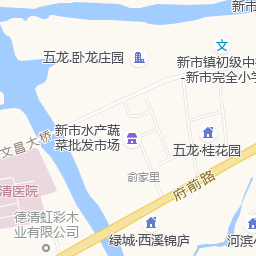 新市
五龙.卧龙庄园
新市镇初级中
-新市完全小学
文昌大桥
新市水产蔬
菜批发市场
五龙·桂花园
俞家里
府前路
清医院
德清虹彩木
业有限公司
绿城·西溪锦庐
河滨小